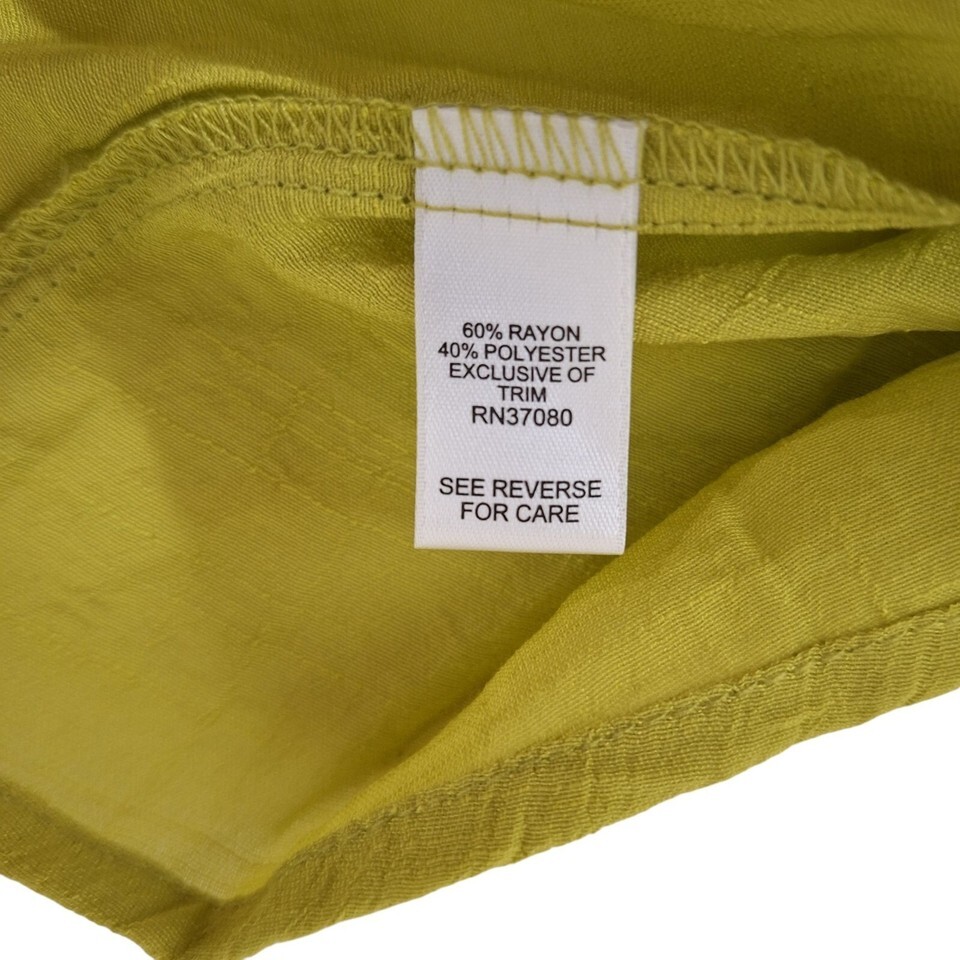 60% RAYON
40% POLYESTER
EXCLUSIVE OF
TRIM
RN37080
SEE REVERSE
FOR CARE